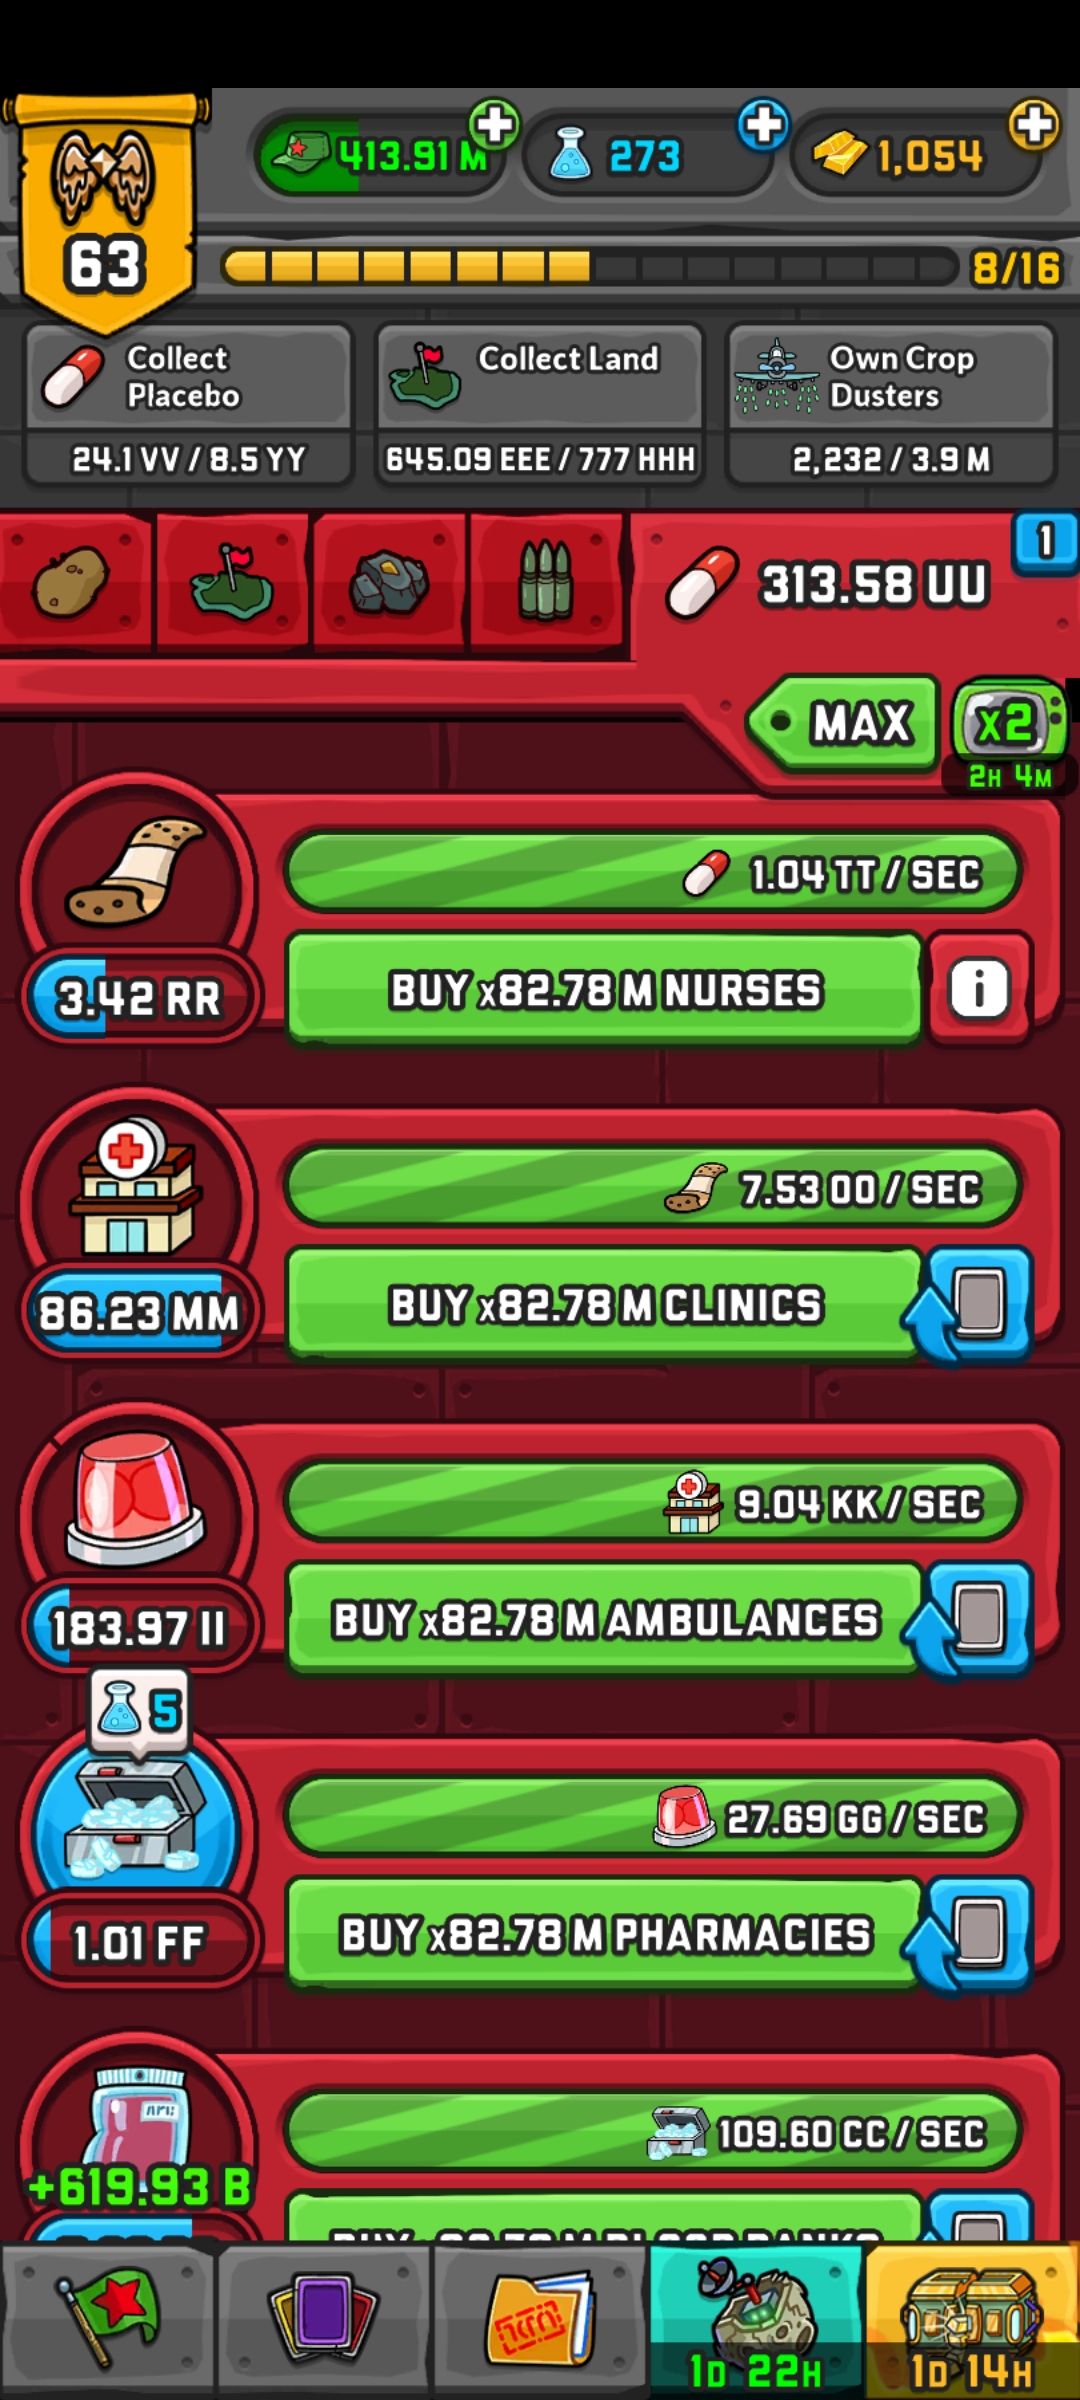 413.91 M
273
1,054
63
8/16
Collect
Placebo
24.1 VV / 8.5 YY
Collect Land
645.09 EEE / 777 HHH
Own Crop
Dusters
2,232 / 3.9 M
313.58 UU
1
MAX
x2
2H 4M
1.04 TT / SEC
3.42 RR
BUY x82.78 M NURSES
i
7.53 OO / SEC
86.23 MM
BUY x82.78 M CLINICS
9.04 KK / SEC
183.97 II
BUY x82.78 M AMBULANCES
5
27.69 GG / SEC
1.01 FF
BUY x82.78 M PHARMACIES
109.60 CC / SEC
+619.93 B
1D 22H
1D 14H